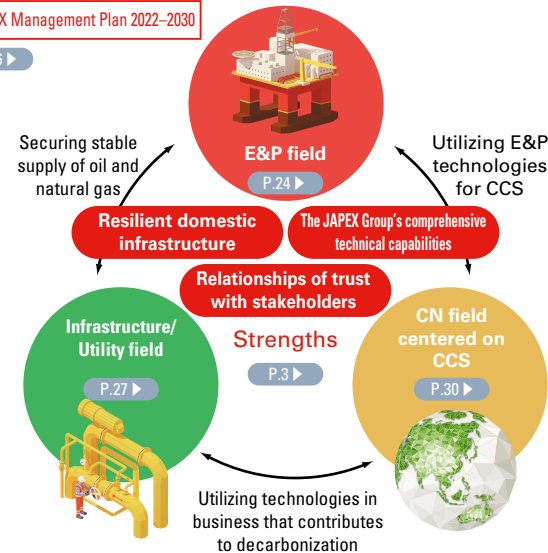 X Management Plan 2022–2030
Securing stable
supply of oil and
natural gas
E&P field
P.24
Utilizing E&P
technologies
for CCS
Resilient domestic
infrastructure
The JAPEX Group's comprehensive
technical capabilities
Relationships of trust
with stakeholders
Strengths
P.3
Infrastructure/
Utility field
P.27
CN field
centered on
CCS
P.30
Utilizing technologies in
business that contributes
to decarbonization